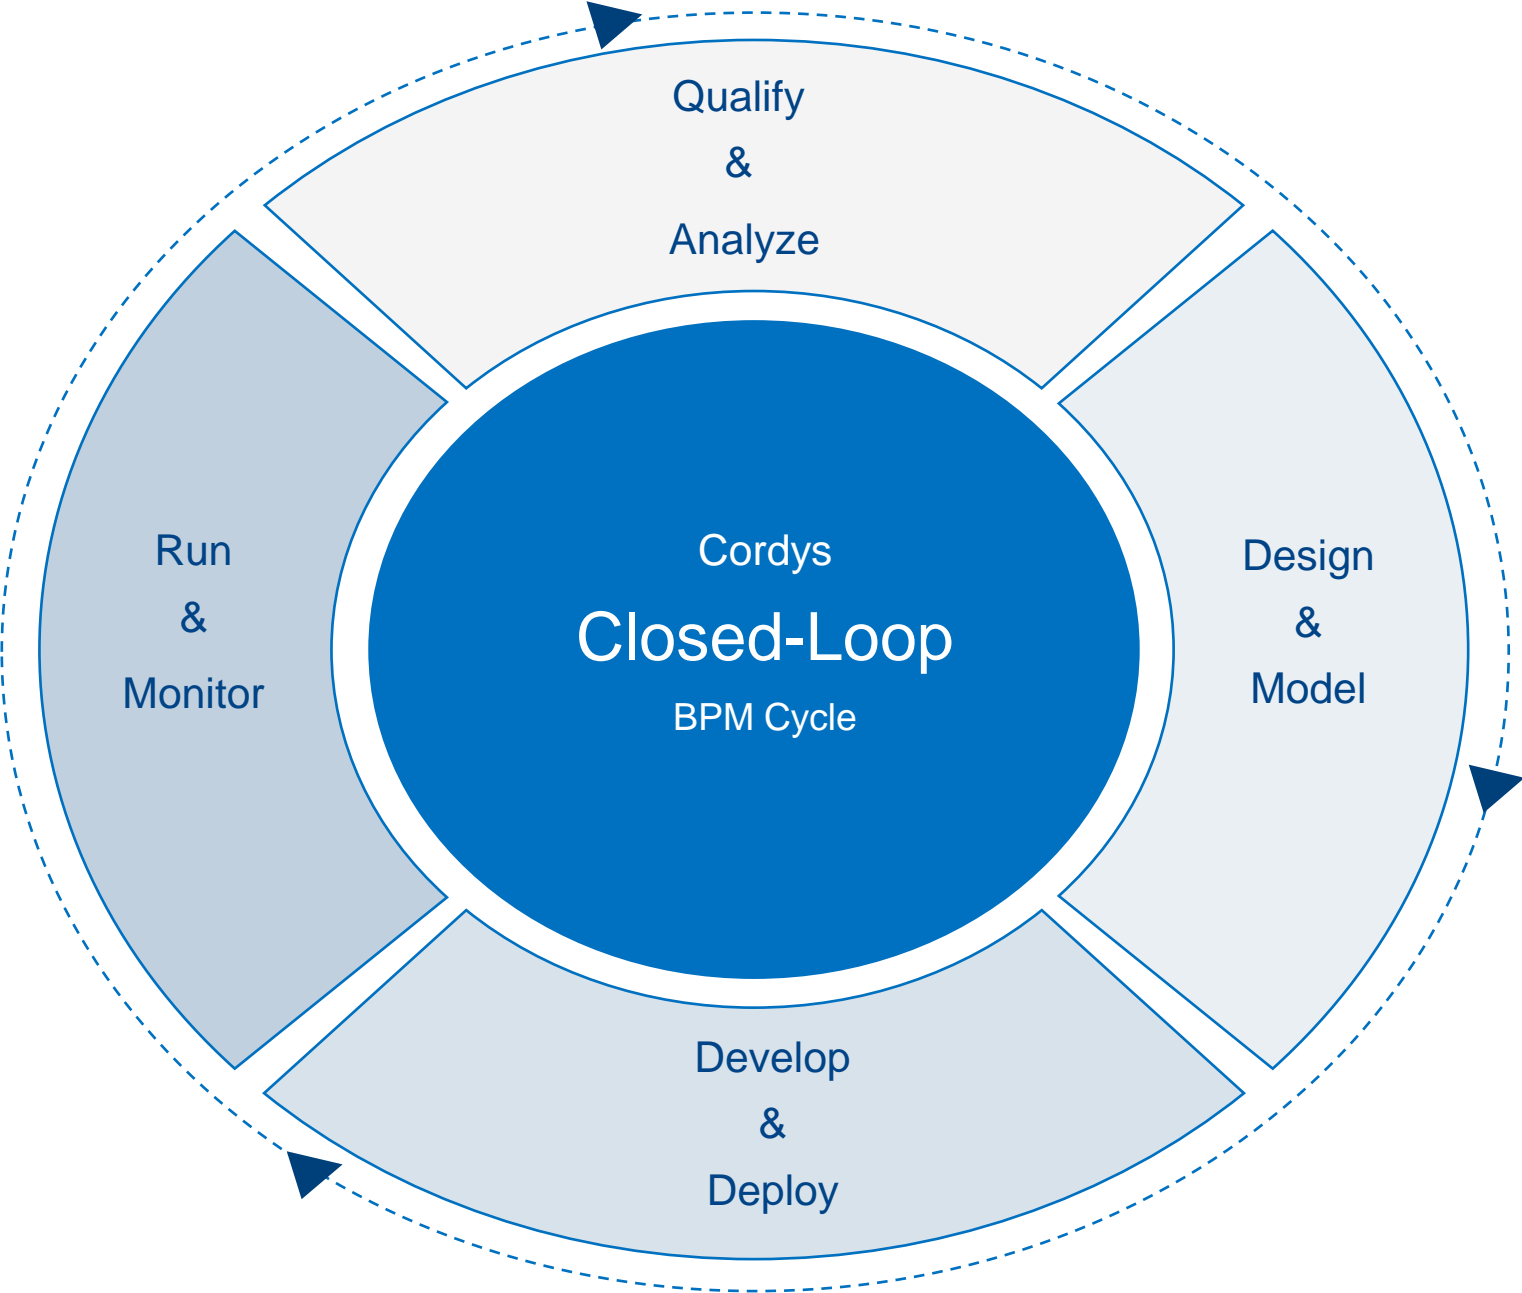 Qualify
&
Analyze
Design
&
Model
Develop
&
Deploy
Run
&
Monitor
Cordys
Closed-Loop
BPM Cycle